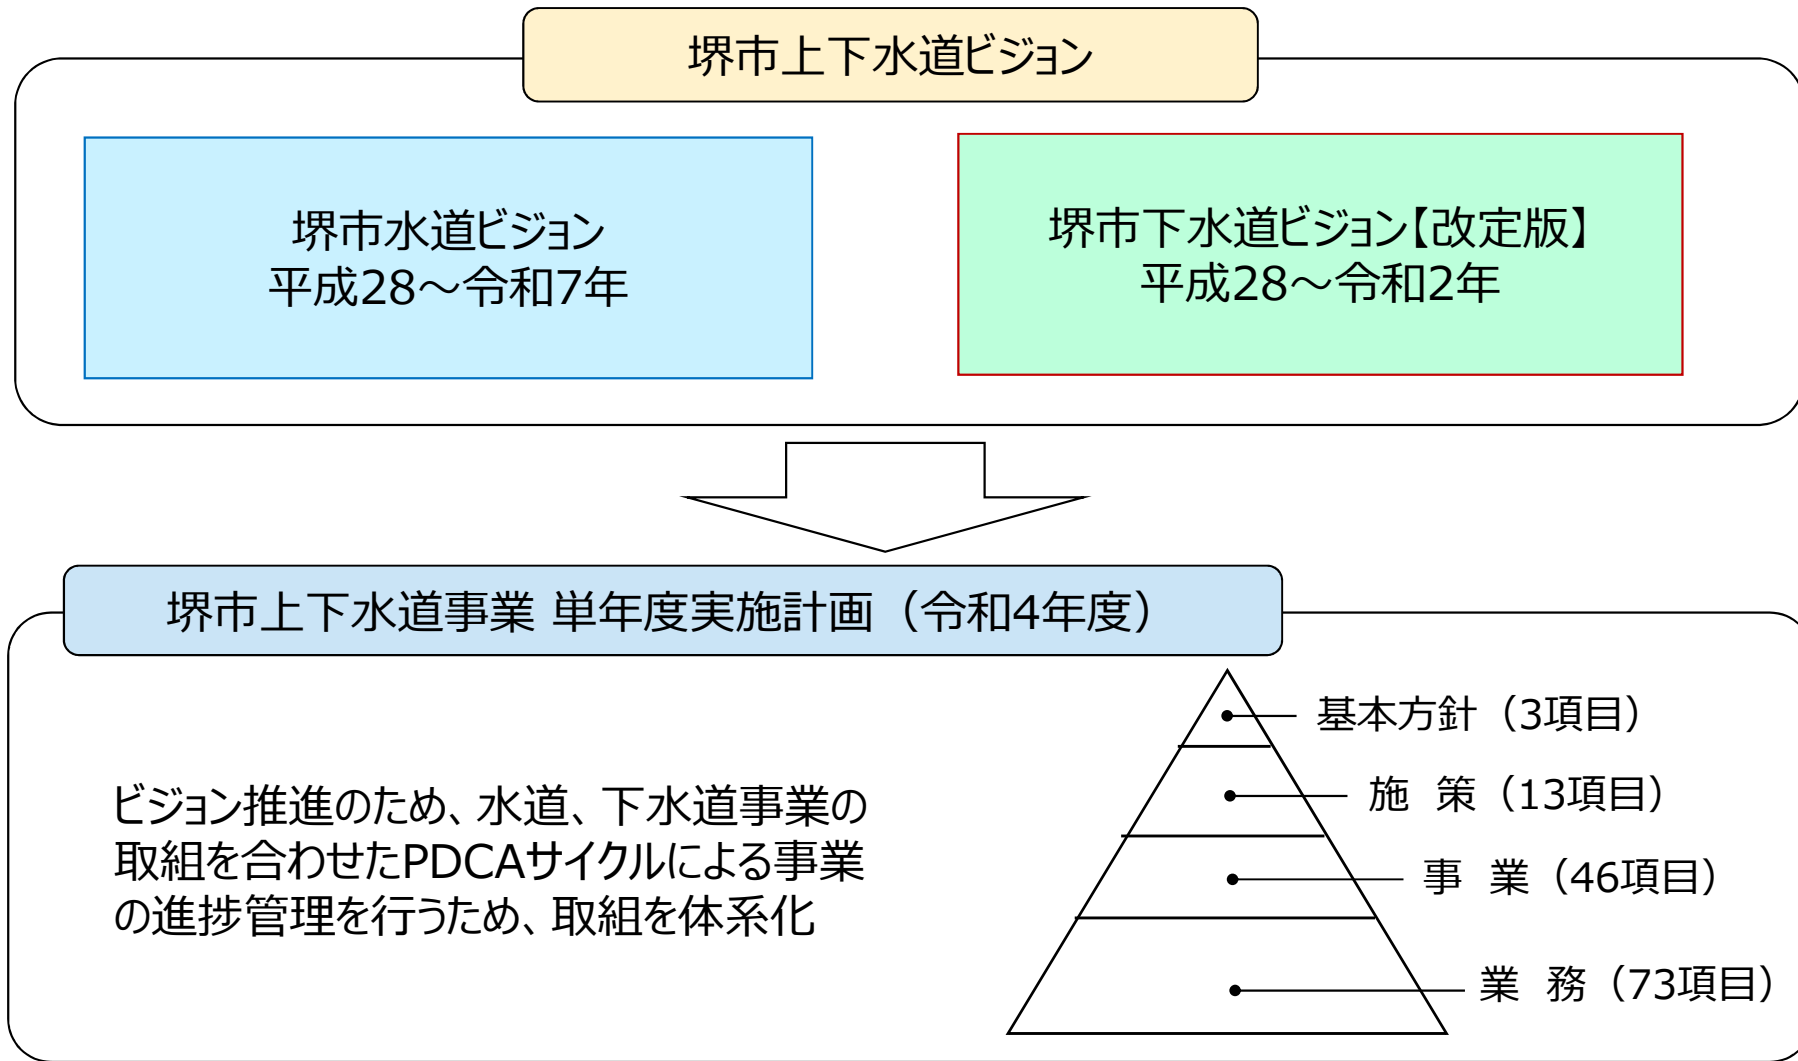 堺市上下水道ビジョン
堺市水道ビジョン
平成28～令和7年
堺市下水道ビジョン【改定版】
平成28～令和2年
堺市上下水道事業 単年度実施計画（令和4年度）
ビジョン推進のため、水道、下水道事業の
取組を合わせたPDCAサイクルによる事業
の進捗管理を行うため、取組を体系化
基本方針（3項目）
施 策（13項目）
事 業（46項目）
業 務（73項目）